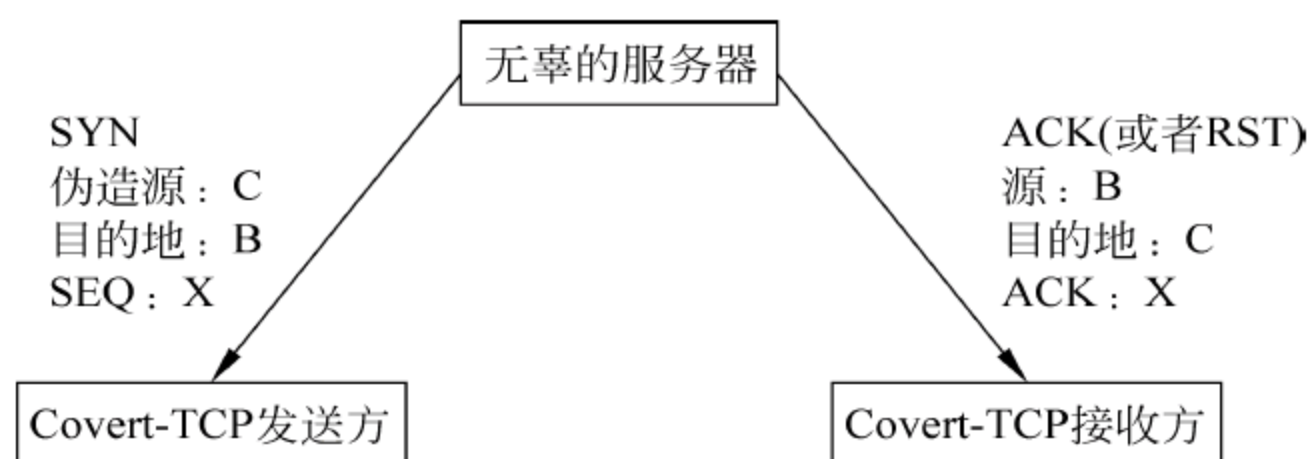 无辜的服务器
SYN
伪造源：C
目的地：B
SEQ：X
ACK(或者RST)
源：B
目的地：C
ACK：X
Covert-TCP发送方
Covert-TCP接收方